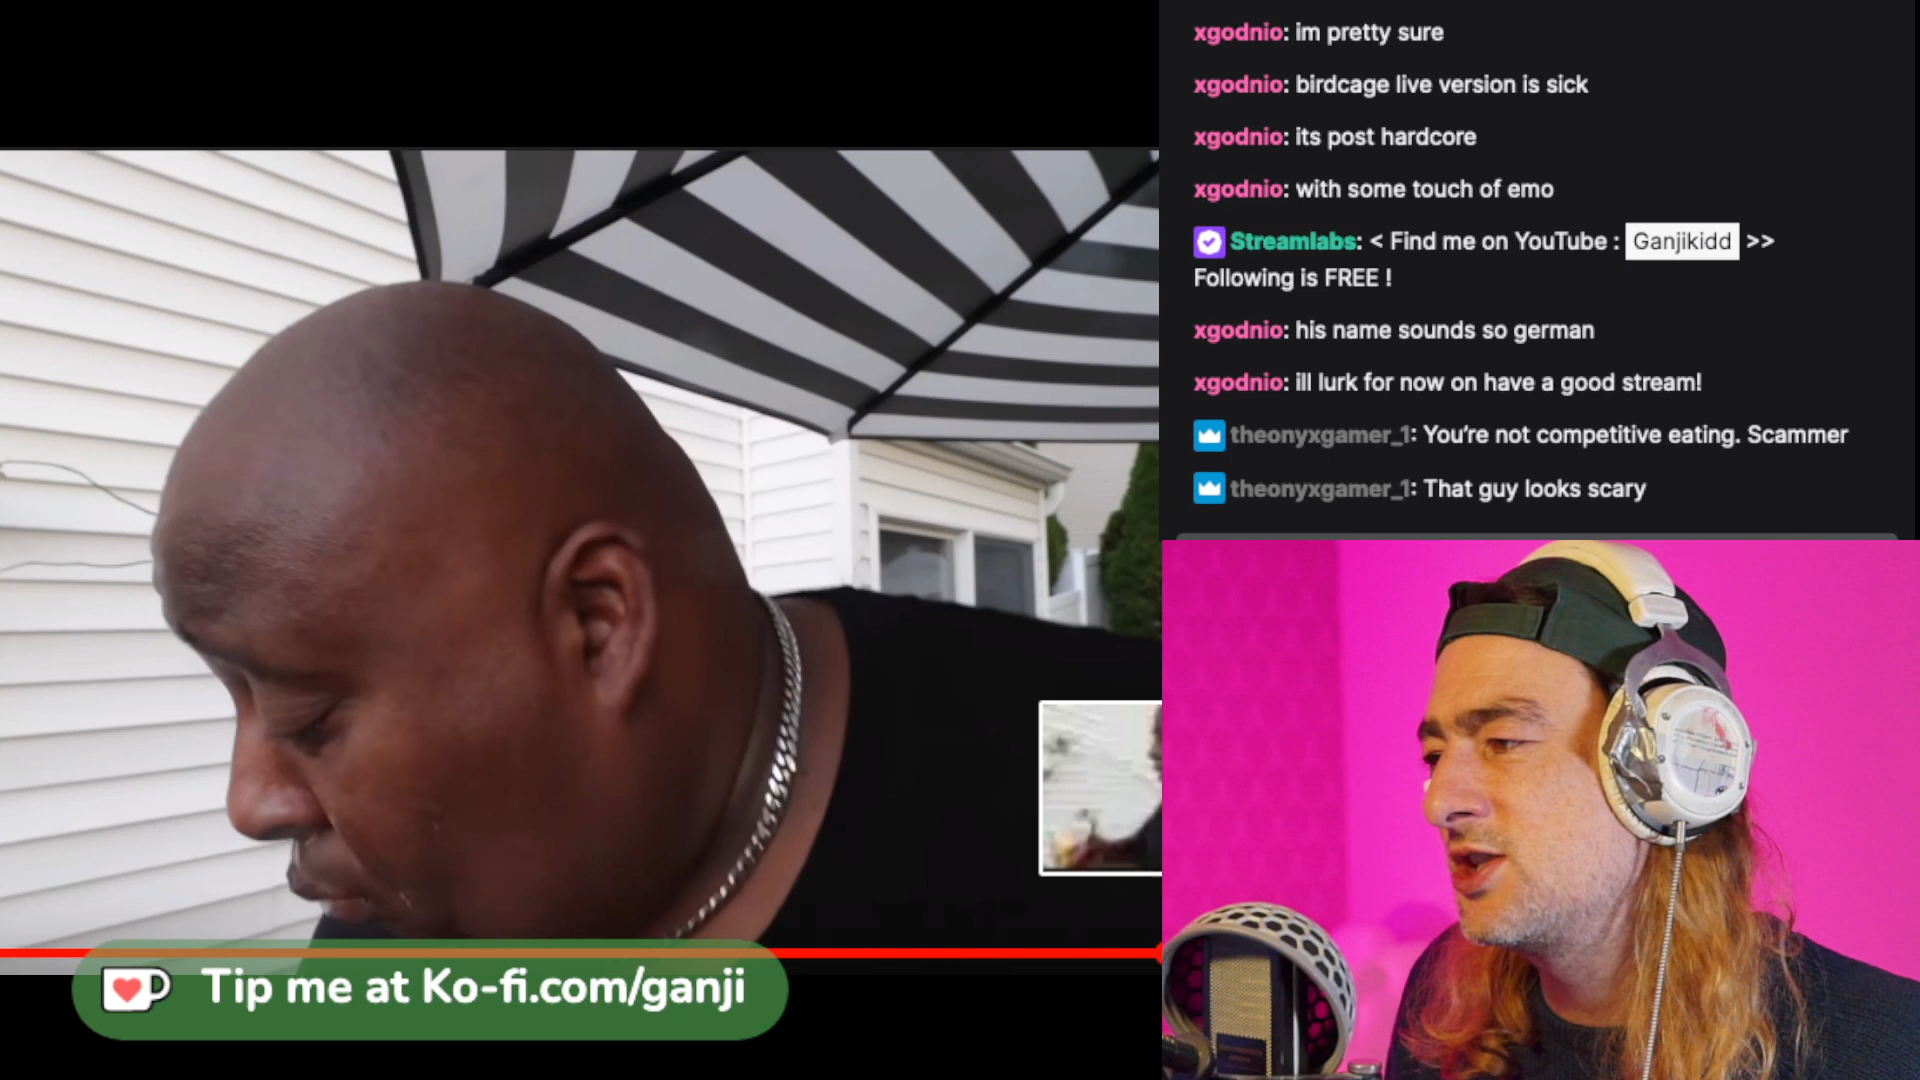 xgodnio: im pretty sure
xgodnio: birdcage live version is sick
xgodnio: its post hardcore
xgodnio: with some touch of emo
Streamlabs: < Find me on YouTube : Ganjikidd >>
Following is FREE !
xgodnio: his name sounds so german
xgodnio: ill lurk for now on have a good stream!
theonyxgamer_1: You're not competitive eating. Scammer
theonyxgamer_1: That guy looks scary
Tip me at Ko-fi.com/ganji